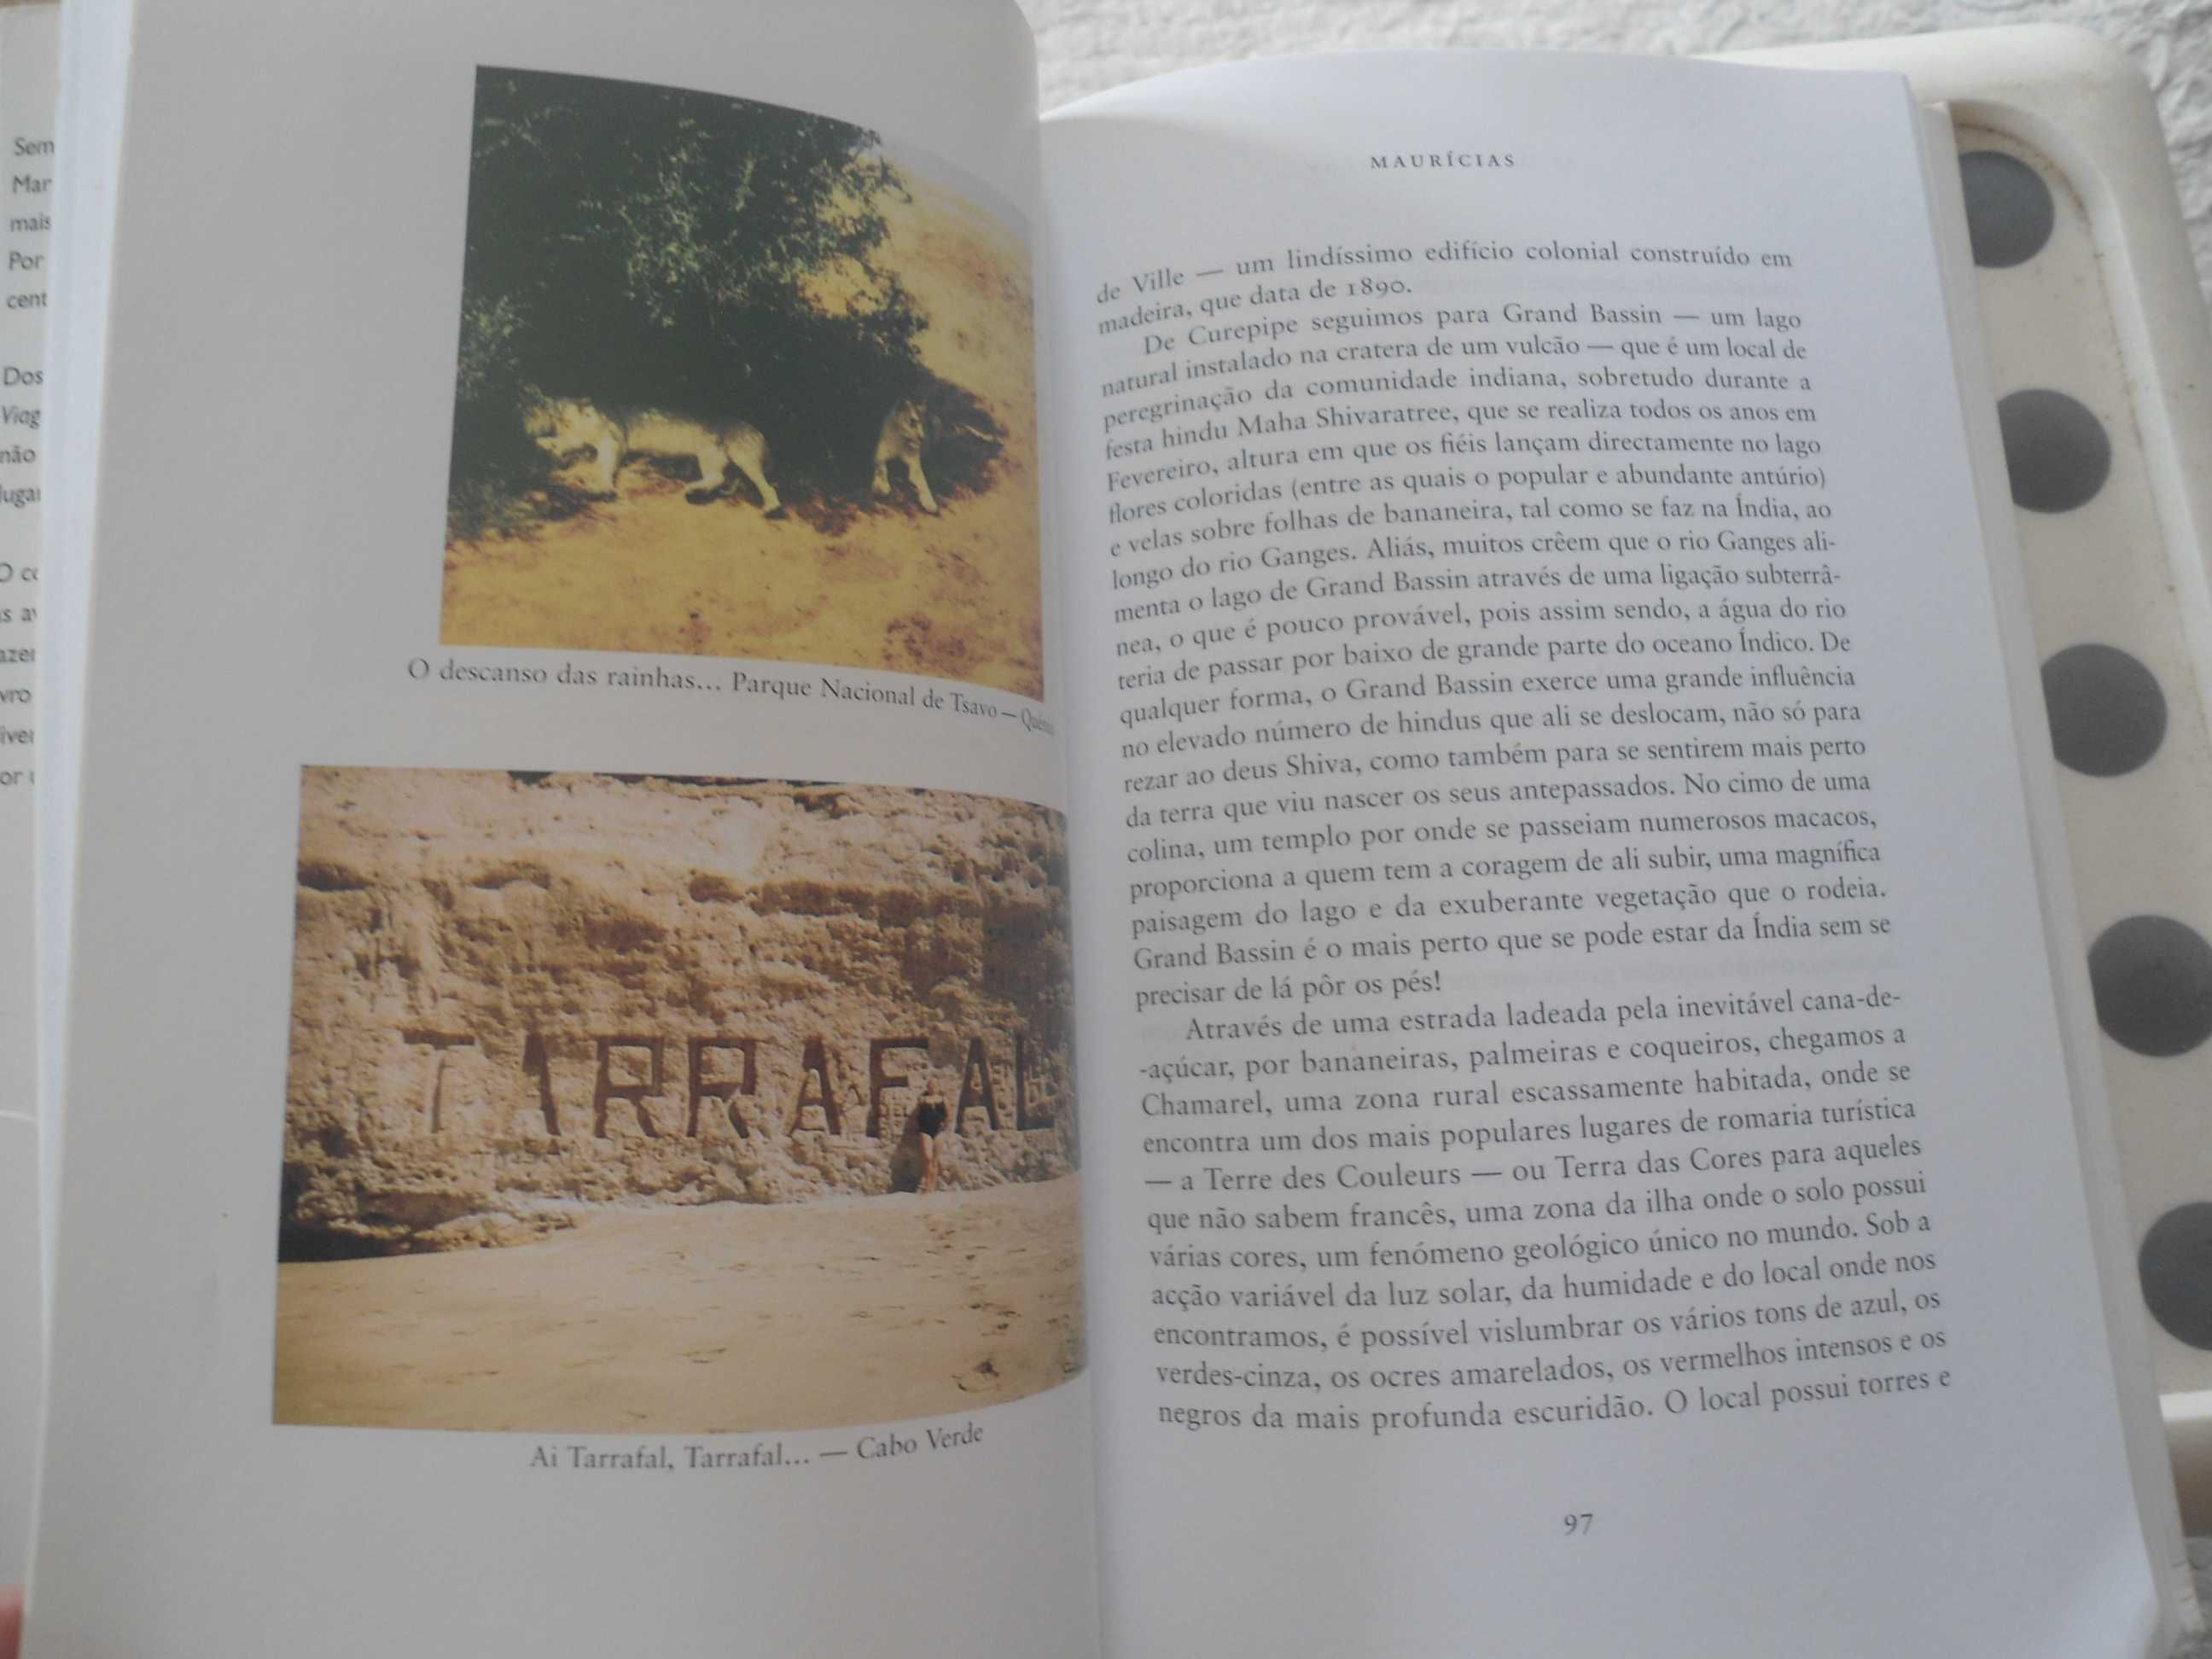 Sem
Mar
mais
Por
cent
Dos
Viag
não
lugar
O descanso das rainhas... Parque Nacional de Tsavo — Quénia
TARRAFAL
Ai Tarrafal, Tarrafal... — Cabo Verde
MAURÍCIAS
de Ville — um lindíssimo edifício colonial construído em
madeira, que data de 1890.
De Curepipe seguimos para Grand Bassin — um lago
natural instalado na cratera de um vulcão — que é um local de
peregrinação da comunidade indiana, sobretudo durante a
festa hindu Maha Shivaratree, que se realiza todos os anos em
Fevereiro, altura em que os fiéis lançam directamente no lago
flores coloridas (entre as quais o popular e abundante antúrio)
e velas sobre folhas de bananeira, tal como se faz na Índia, ao
longo do rio Ganges. Aliás, muitos crêem que o rio Ganges ali-
menta o lago de Grand Bassin através de uma ligação subterrâ-
nea, o que é pouco provável, pois assim sendo, a água do rio
teria de passar por baixo de grande parte do oceano Índico. De
qualquer forma, o Grand Bassin exerce uma grande influência
no elevado número de hindus que ali se deslocam, não só para
rezar ao deus Shiva, como também para se sentirem mais perto
da terra que viu nascer os seus antepassados. No cimo de uma
colina, um templo por onde se passeiam numerosos macacos,
proporciona a quem tem a coragem de ali subir, uma magnífica
paisagem do lago e da exuberante vegetação que o rodeia.
Grand Bassin é o mais perto que se pode estar da Índia sem se
precisar de lá pôr os pés!
Através de uma estrada ladeada pela inevitável cana-de-
-açúcar, por bananeiras, palmeiras e coqueiros, chegamos a
Chamarel, uma zona rural escassamente habitada, onde se
encontra um dos mais populares lugares de romaria turística
— a Terre des Couleurs — ou Terra das Cores para aqueles
que não sabem francês, uma zona da ilha onde o solo possui
várias cores, um fenómeno geológico único no mundo. Sob a
acção variável da luz solar, da humidade e do local onde nos
encontramos, é possível vislumbrar os vários tons de azul, os
verdes-cinza, os ocres amarelados, os vermelhos intensos e os
negros da mais profunda escuridão. O local possui torres e
97